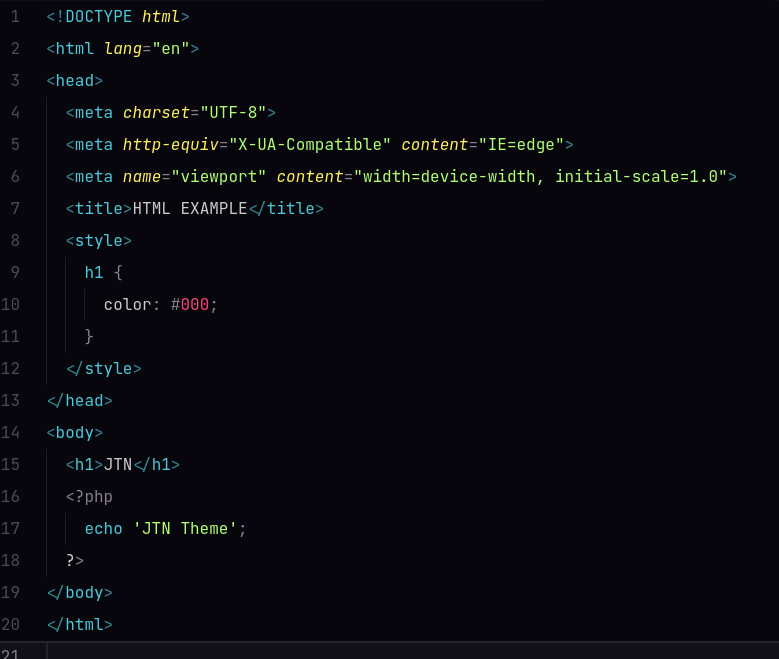 1 <!DOCTYPE html>
2 <html lang="en">
3 <head>
4   <meta charset="UTF-8">
5   <meta http-equiv="X-UA-Compatible" content="IE=edge">
6   <meta name="viewport" content="width=device-width, initial-scale=1.0">
7   <title>HTML EXAMPLE</title>
8   <style>
9     h1 {
10       color: #000;
11     }
12   </style>
13 </head>
14 <body>
15   <h1>JTN</h1>
16   <?php
17     echo 'JTN Theme';
18   ?>
19 </body>
20 </html>
21